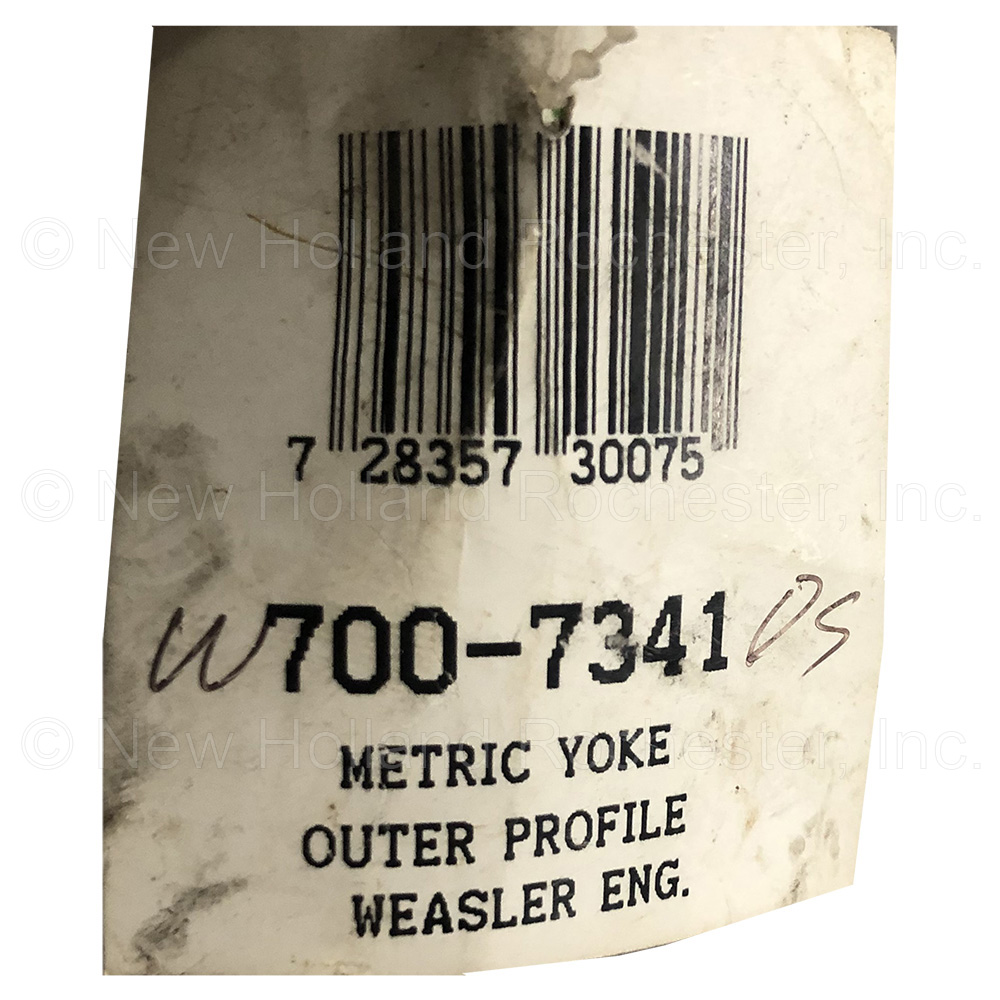 © New Holland Rochester, Inc.
7 28357 30075
© New Holland Rochester, Inc.
W700-7341 DS
© New Holland Rochester, Inc.
METRIC YOKE
OUTER PROFILE
WEASLER ENG.